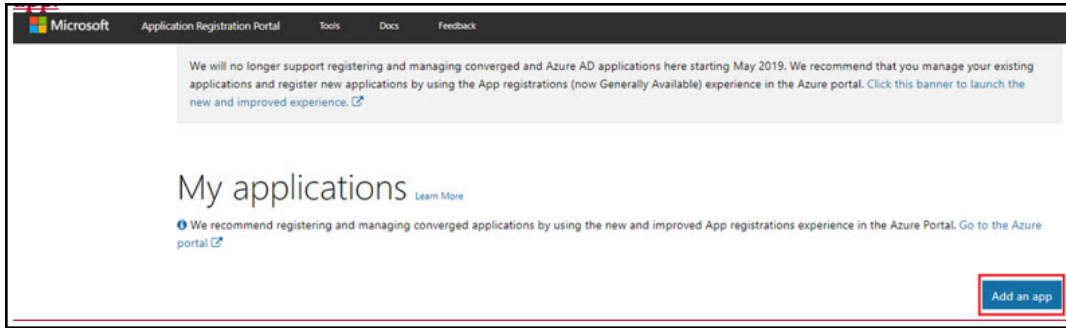 app.
Microsoft Application Registration Portal Tools Docs Feedback
We will no longer support registering and managing converged and Azure AD applications here starting May 2019. We recommend that you manage your existing
applications and register new applications by using the App registrations (now Generally Available) experience in the Azure portal. Click this banner to launch the
new and improved experience.
My applications Learn More
We recommend registering and managing converged applications by using the new and improved App registrations experience in the Azure Portal. Go to the Azure
portal
Add an app